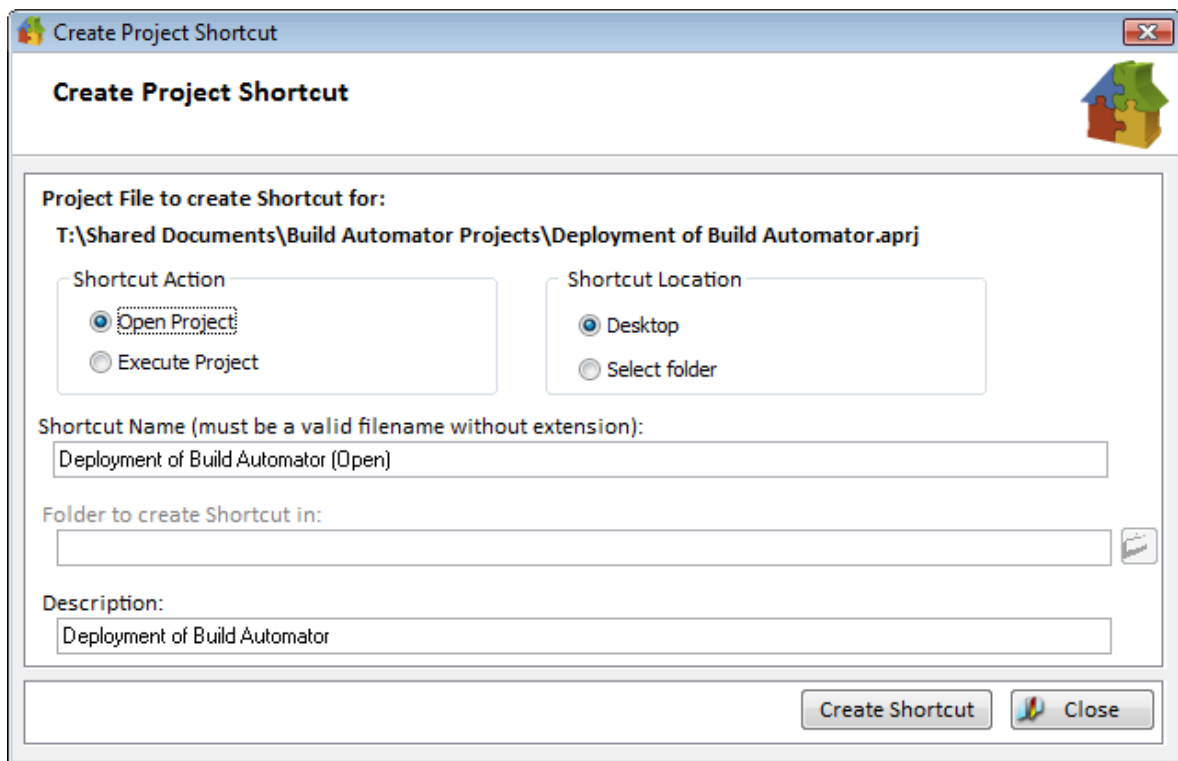 Create Project Shortcut
Create Project Shortcut
Project File to create Shortcut for:
T:\Shared Documents\Build Automator Projects\Deployment of Build Automator.aprj
Shortcut Action
Open Project
Execute Project
Shortcut Location
Desktop
Select folder
Shortcut Name (must be a valid filename without extension):
Deployment of Build Automator (Open)
Folder to create Shortcut in:
Description:
Deployment of Build Automator
Create Shortcut
Close